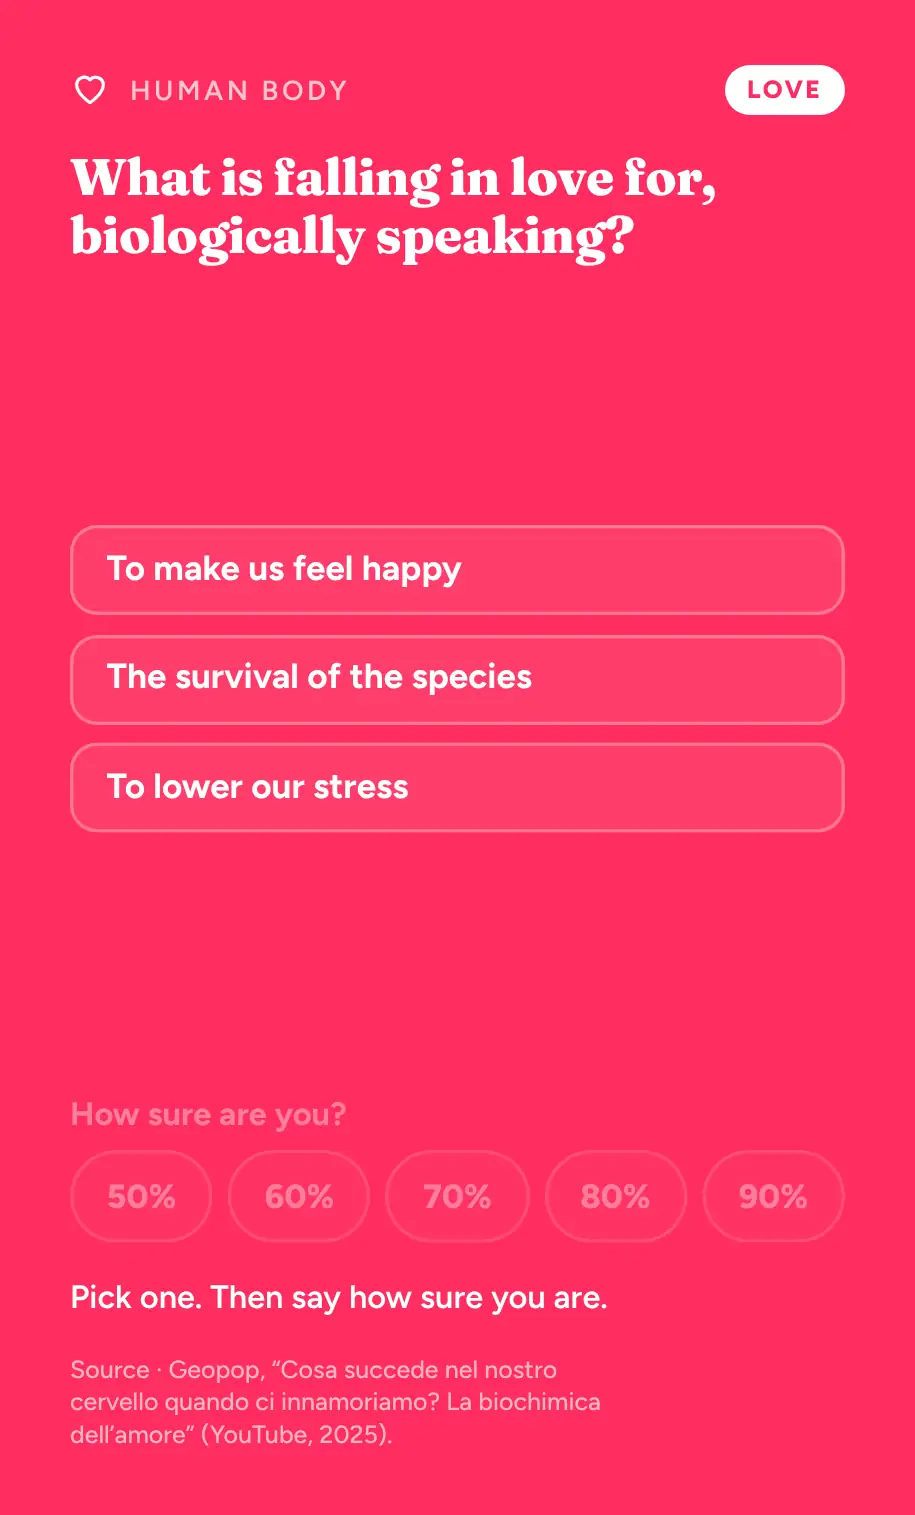 HUMAN BODY
LOVE
What is falling in love for,
biologically speaking?
To make us feel happy
The survival of the species
To lower our stress
How sure are you?
50%
60%
70%
80%
90%
Pick one. Then say how sure you are.
Source · Geopop, “Cosa succede nel nostro
cervello quando ci innamoriamo? La biochimica
dell’amore” (YouTube, 2025).